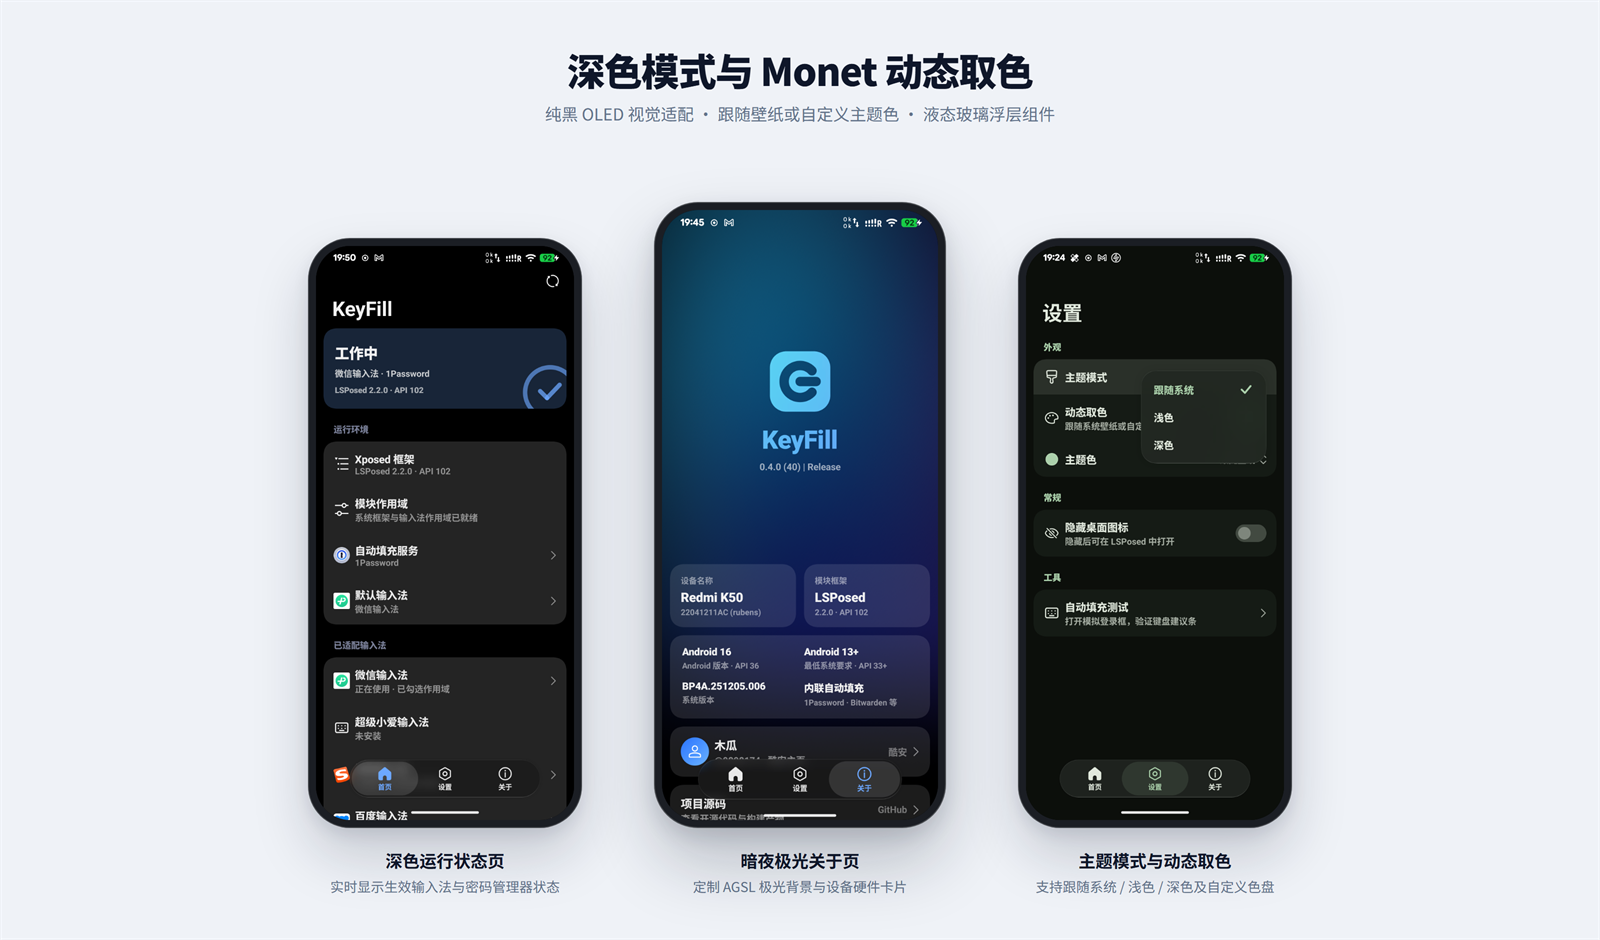 深色模式与 Monet 动态取色
纯黑 OLED 视觉适配 • 跟随壁纸或自定义主题色 • 液态玻璃浮层组件
19:50
92
KeyFill
工作中
微信输入法 · 1Password
LSPosed 2.2.0 · API 102
运行环境
Xposed 框架
LSPosed 2.2.0 · API 102
模块作用域
系统框架与输入法作用域已就绪
自动填充服务
1Password
默认输入法
微信输入法
已适配输入法
微信输入法
正在使用 · 已勾选作用域
超级小爱输入法
未安装
首页
设置
关于
百度输入法
深色运行状态页
实时显示生效输入法与密码管理器状态
19:45
92
KeyFill
0.4.0 (40) | Release
设备名称
Redmi K50
22041211AC (rubens)
模块框架
LSPosed
2.2.0 · API 102
Android 16
Android 版本 · API 36
Android 13+
最低系统要求 · API 33+
BP4A.251205.006
系统版本
内联自动填充
1Password · Bitwarden 等
木瓜
酷安
首页
设置
关于
项目源码
GitHub
暗夜极光关于页
定制 AGSL 极光背景与设备硬件卡片
19:24
92
设置
外观
主题模式
跟随系统
浅色
深色
动态取色
跟随系统壁纸或自定
主题色
常规
隐藏桌面图标
隐藏后可在 LSPosed 中打开
工具
自动填充测试
打开模拟登录框，验证键盘建议条
首页
设置
关于
主题模式与动态取色
支持跟随系统 / 浅色 / 深色及自定义色盘